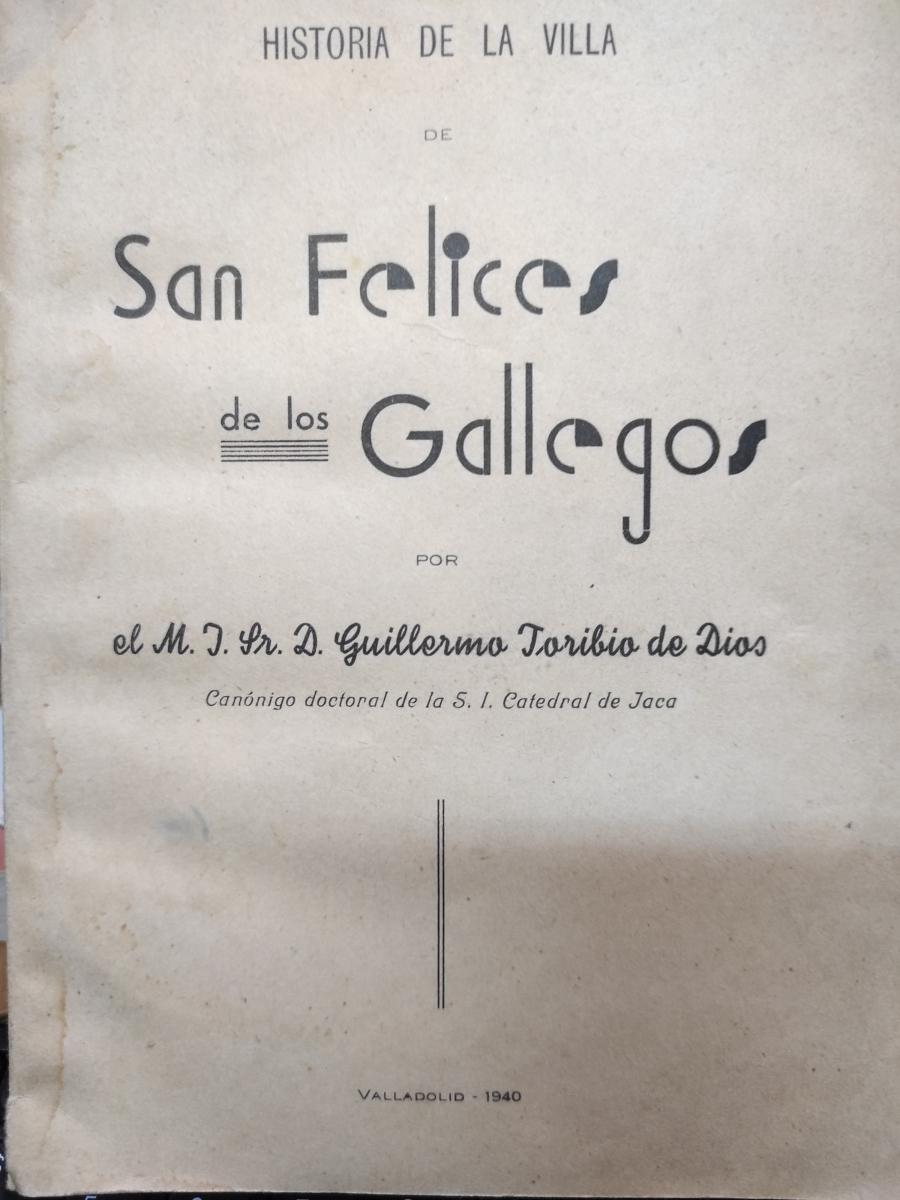 HISTORIA DE LA VILLA
DE
San Felices
de los Gallegos
POR
el M. I. Sr. D. Guillermo Toribio de Dios
Canónigo doctoral de la S. I. Catedral de Jaca
VALLADOLID - 1940